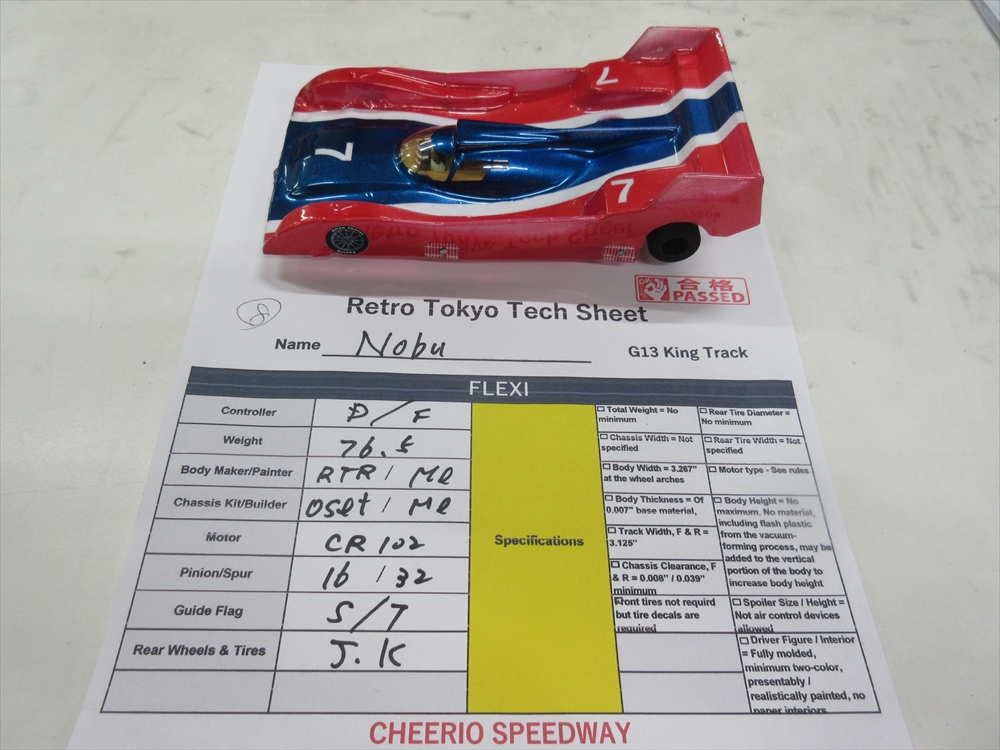 7
7
7
合格
PASSED
8
Retro Tokyo Tech Sheet
Name Nobu
G13 King Track
FLEXI
Controller D/F
Weight 76.5
Body Maker/Painter RTR / Me
Chassis Kit/Builder Oset / Me
Motor CR 102
Pinion/Spur 16 / 32
Guide Flag S/T
Rear Wheels & Tires J.K
Specifications
☐ Total Weight = No
minimum
☐ Chassis Width = Not
specified
☐ Body Width = 3.267"
at the wheel arches
☐ Body Thickness = Of
0.007" base material,
☐ Track Width, F & R =
3.125"
☐ Chassis Clearance, F
& R = 0.008" / 0.039"
minimum
Front tires not requird
but tire decals are
required
☐ Rear Tire Diameter =
No minimum
☐ Rear Tire Width = Not
specified
☐ Motor type - See rules
☐ Body Height = No
maximum. No material,
including flash plastic
from the vacuum-
forming process, may be
added to the vertical
portion of the body to
increase body height
☐ Spoiler Size / Height =
Not air control devices
allowed
☐ Driver Figure / Interior
= Fully molded,
minimum two-color,
presentably /
realistically painted, no
paper interiors
CHEERIO SPEEDWAY